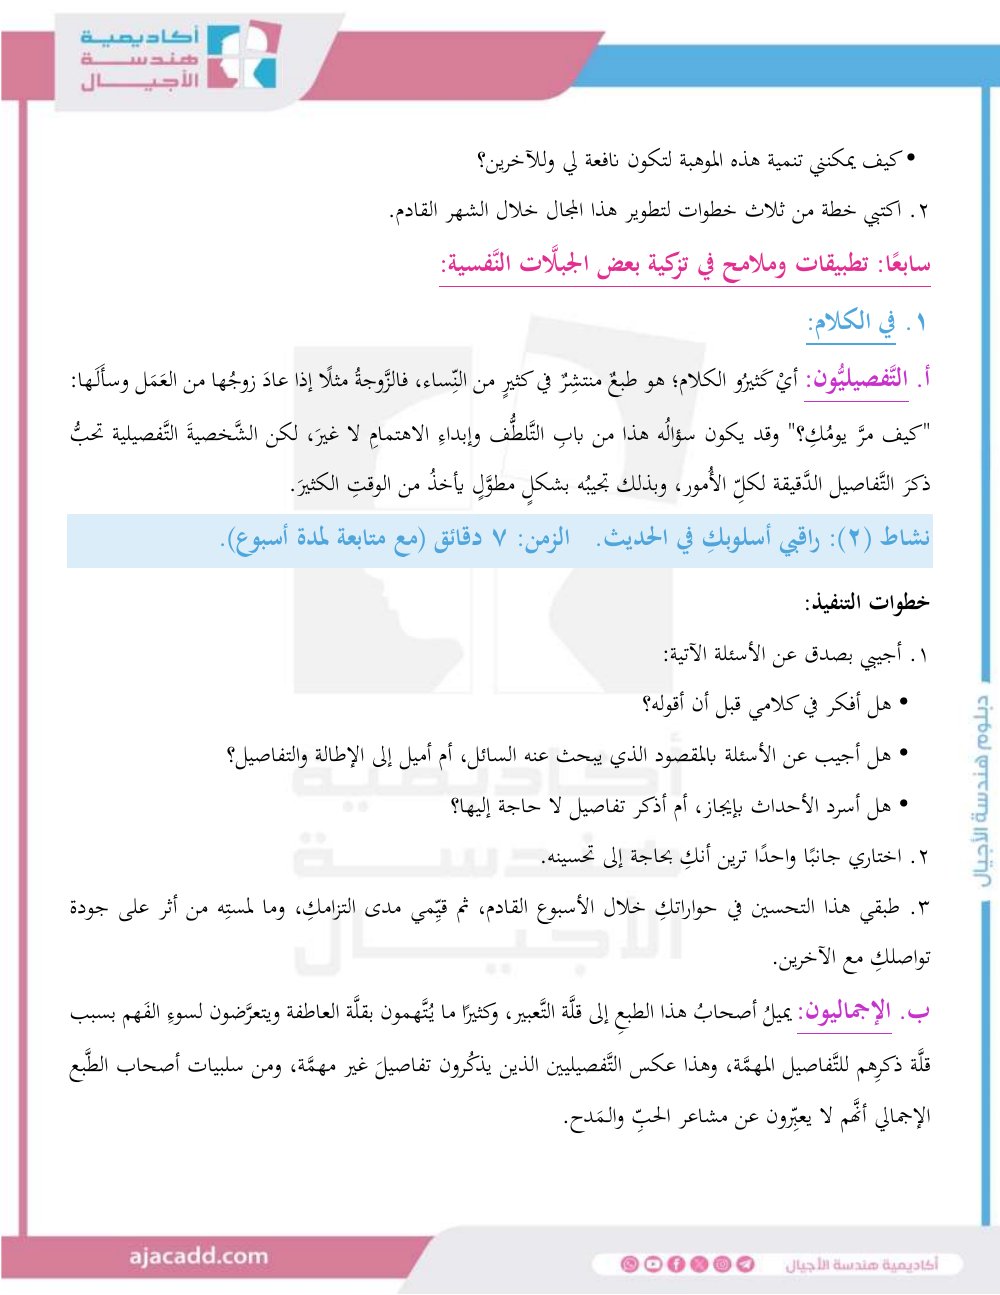 أكاديمية
هندسة
الأجيال
• كيف يمكنني تنمية هذه الموهبة لتكون نافعة لي وللآخرين؟
٢. اكتبي خطة من ثلاث خطوات لتطوير هذا المجال خلال الشهر القادم.
سابعًا: تطبيقات وملامح في تزكية بعض الجبلَّات النَّفسية:
١. في الكلام:
أ. التَّفصيليُّون: أيْ كَثيرُو الكلام؛ هو طبعٌ منتشِرٌ في كثيرٍ من النِّساء، فالزَّوجةُ مثلًا إذا عادَ زوجُها من العَمَل وسأَلَها:
"كيف مرَّ يومُكِ؟" وقد يكون سؤالُه هذا من بابِ التَّلطُّف وإبداءِ الاهتمامِ لا غيرَ، لكن الشَّخصيةَ التَّفصيلية تحبُّ
ذكرَ التَّفاصيل الدَّقيقة لكلِّ الأُمور، وبذلك تجيبُه بشكلٍ مطوَّلٍ يأخذُ من الوقتِ الكثيرَ.
نشاط (٢): راقبي أسلوبكِ في الحديث. الزمن: ٧ دقائق (مع متابعة لمدة أسبوع).
خطوات التنفيذ:
١. أجيبي بصدق عن الأسئلة الآتية:
• هل أفكر في كلامي قبل أن أقوله؟
• هل أجيب عن الأسئلة بالمقصود الذي يبحث عنه السائل، أم أميل إلى الإطالة والتفاصيل؟
• هل أسرد الأحداث بإيجاز، أم أذكر تفاصيل لا حاجة إليها؟
٢. اختاري جانبًا واحدًا ترين أنكِ بحاجة إلى تحسينه.
٣. طبقي هذا التحسين في حواراتكِ خلال الأسبوع القادم، ثم قيِّمي مدى التزامكِ، وما لمستِه من أثر على جودة
تواصلكِ مع الآخرين.
ب. الإجماليون: يميلُ أصحابُ هذا الطبعِ إلى قلَّة التَّعبير، وكثيرًا ما يُتَّهمون بقلَّة العاطفة ويتعرَّضون لسوءِ الفَهم بسبب
قلَّة ذكرِهم للتَّفاصيل المهمَّة، وهذا عكس التَّفصيليين الذين يذكُرون تفاصيلَ غير مهمَّة، ومن سلبيات أصحاب الطَّبع
الإجمالي أنَّهم لا يعبِّرون عن مشاعر الحبِّ والـمَدح.
دبلوم هندسة الأجيال
أكاديمية
هندسة
الأجيال
ajacadd.com
أكاديمية هندسة الأجيال